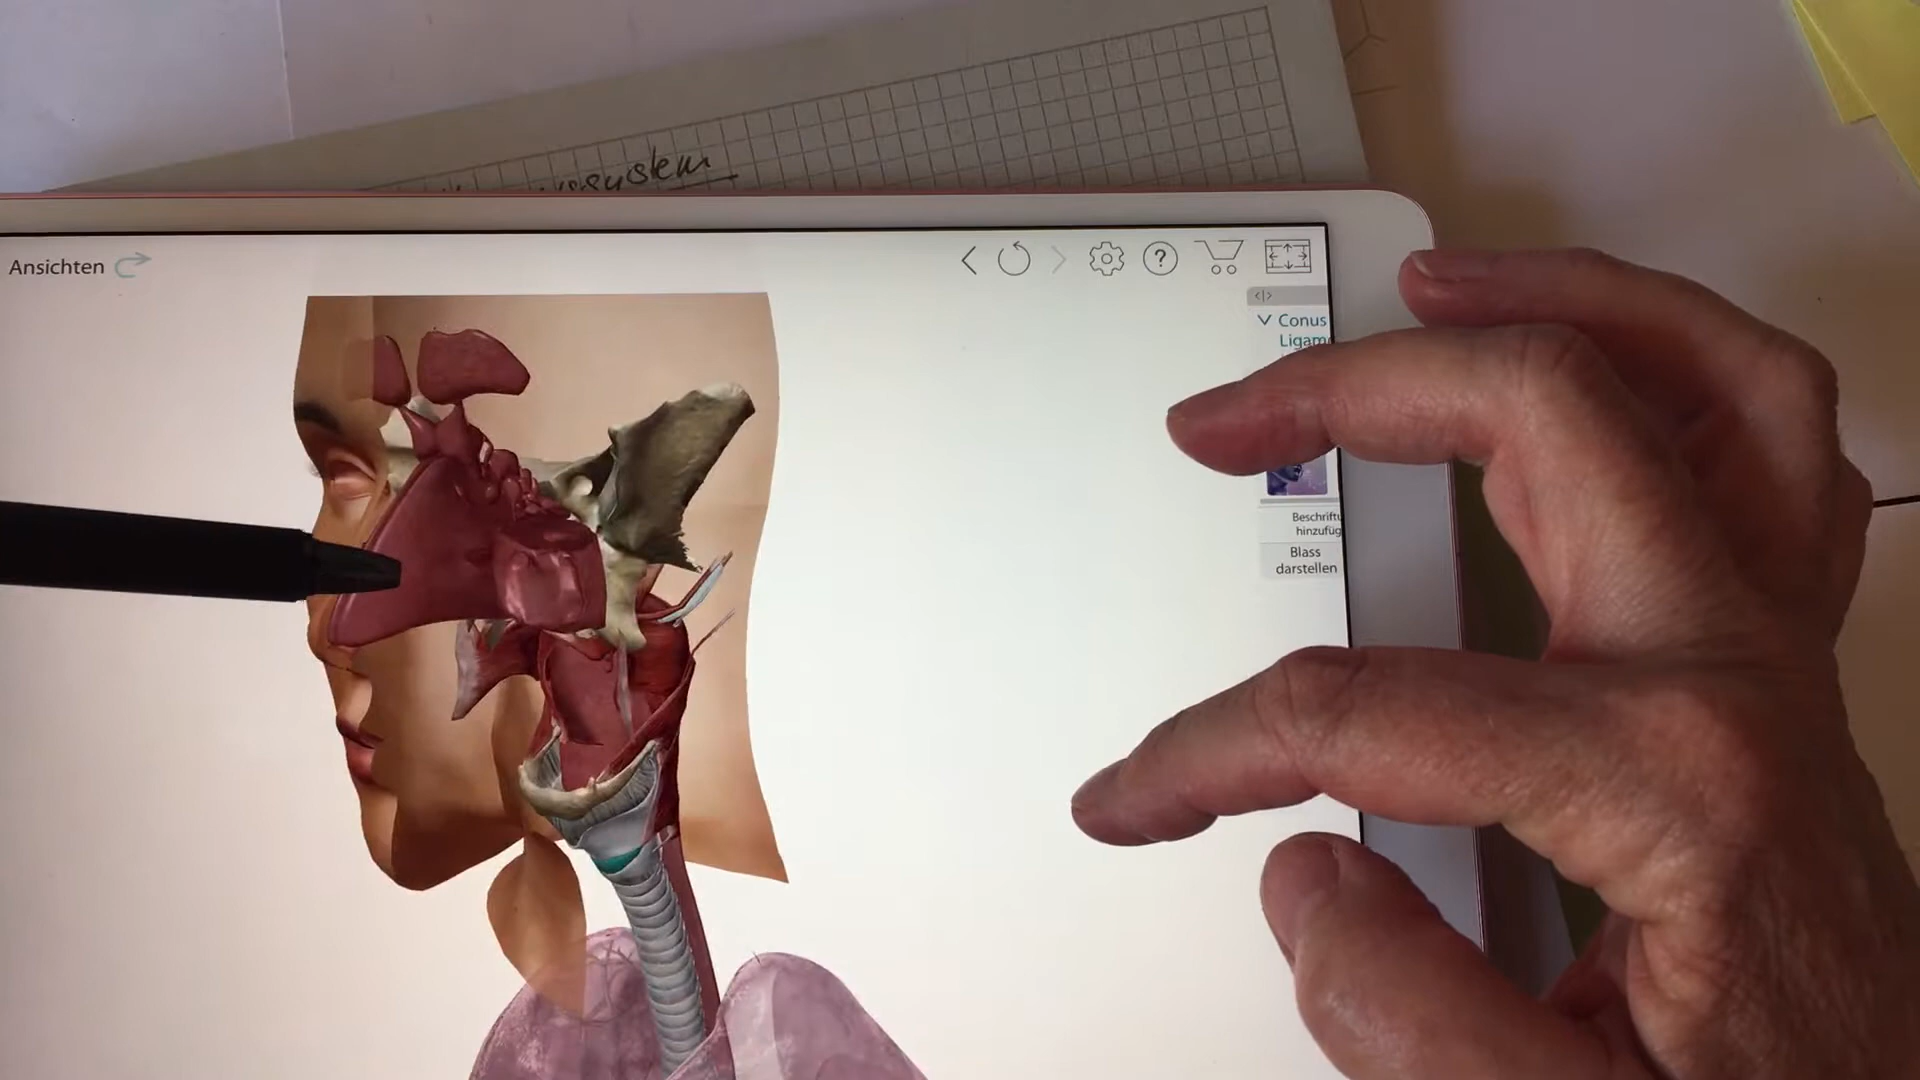 Ansichten
?
Conus
Ligam
Beschriftu
hinzufüg
Blass
darstellen